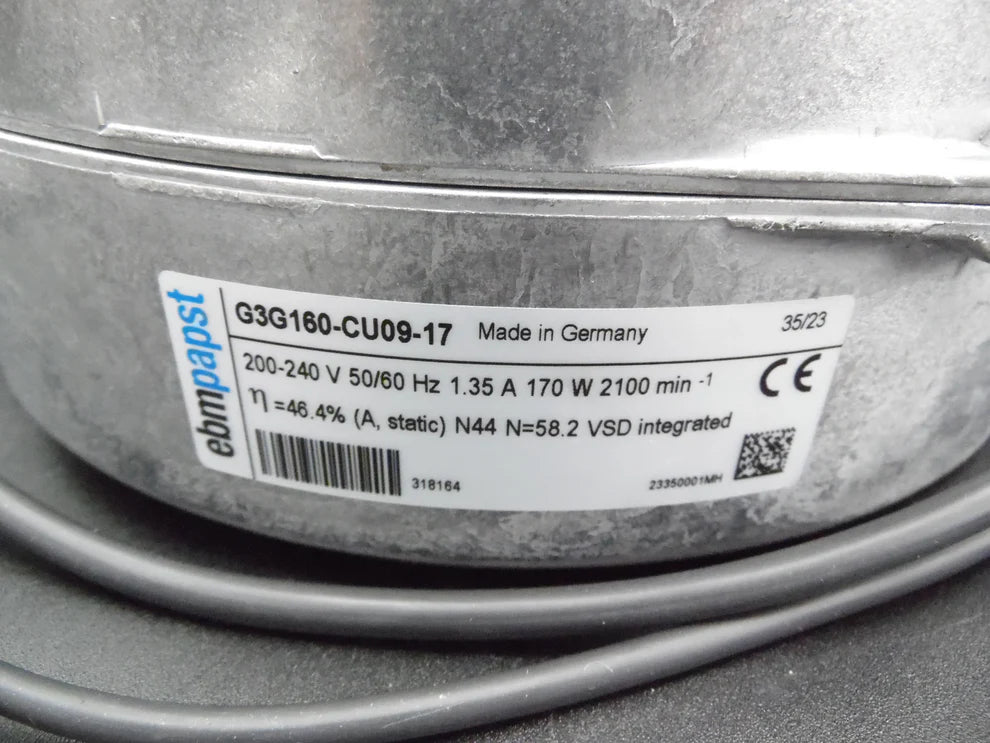 ebmpapst
G3G160-CU09-17 Made in Germany 35/23
200-240 V 50/60 Hz 1.35 A 170 W 2100 min -1
CE
η =46.4% (A, static) N44 N=58.2 VSD integrated
318164
23350001MH